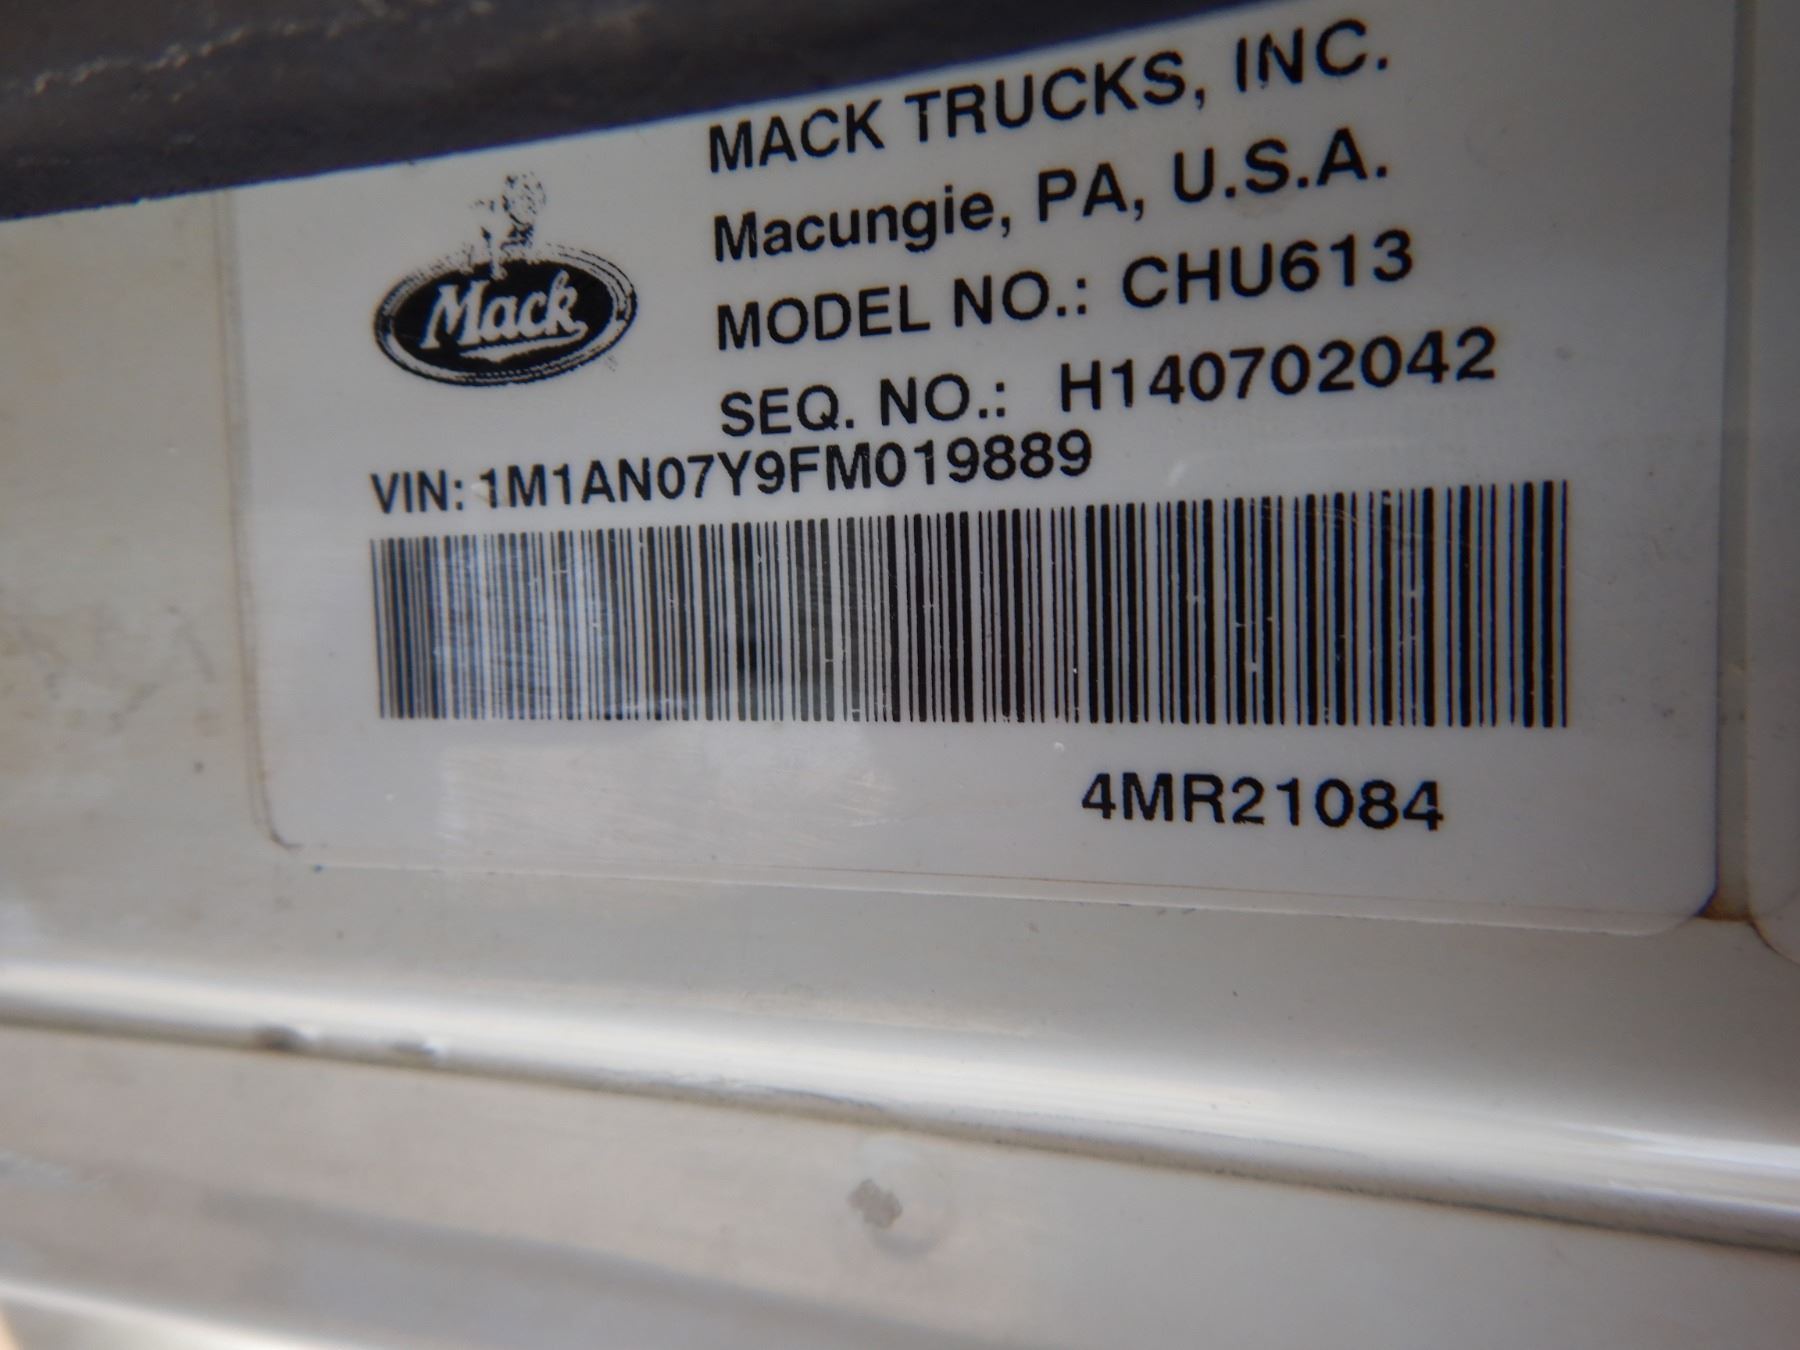 MACK TRUCKS, INC.
Macungie, PA, U.S.A.
Mack
MODEL NO.: CHU613
SEQ. NO.: H140702042
VIN: 1M1AN07Y9FM019889
4MR21084